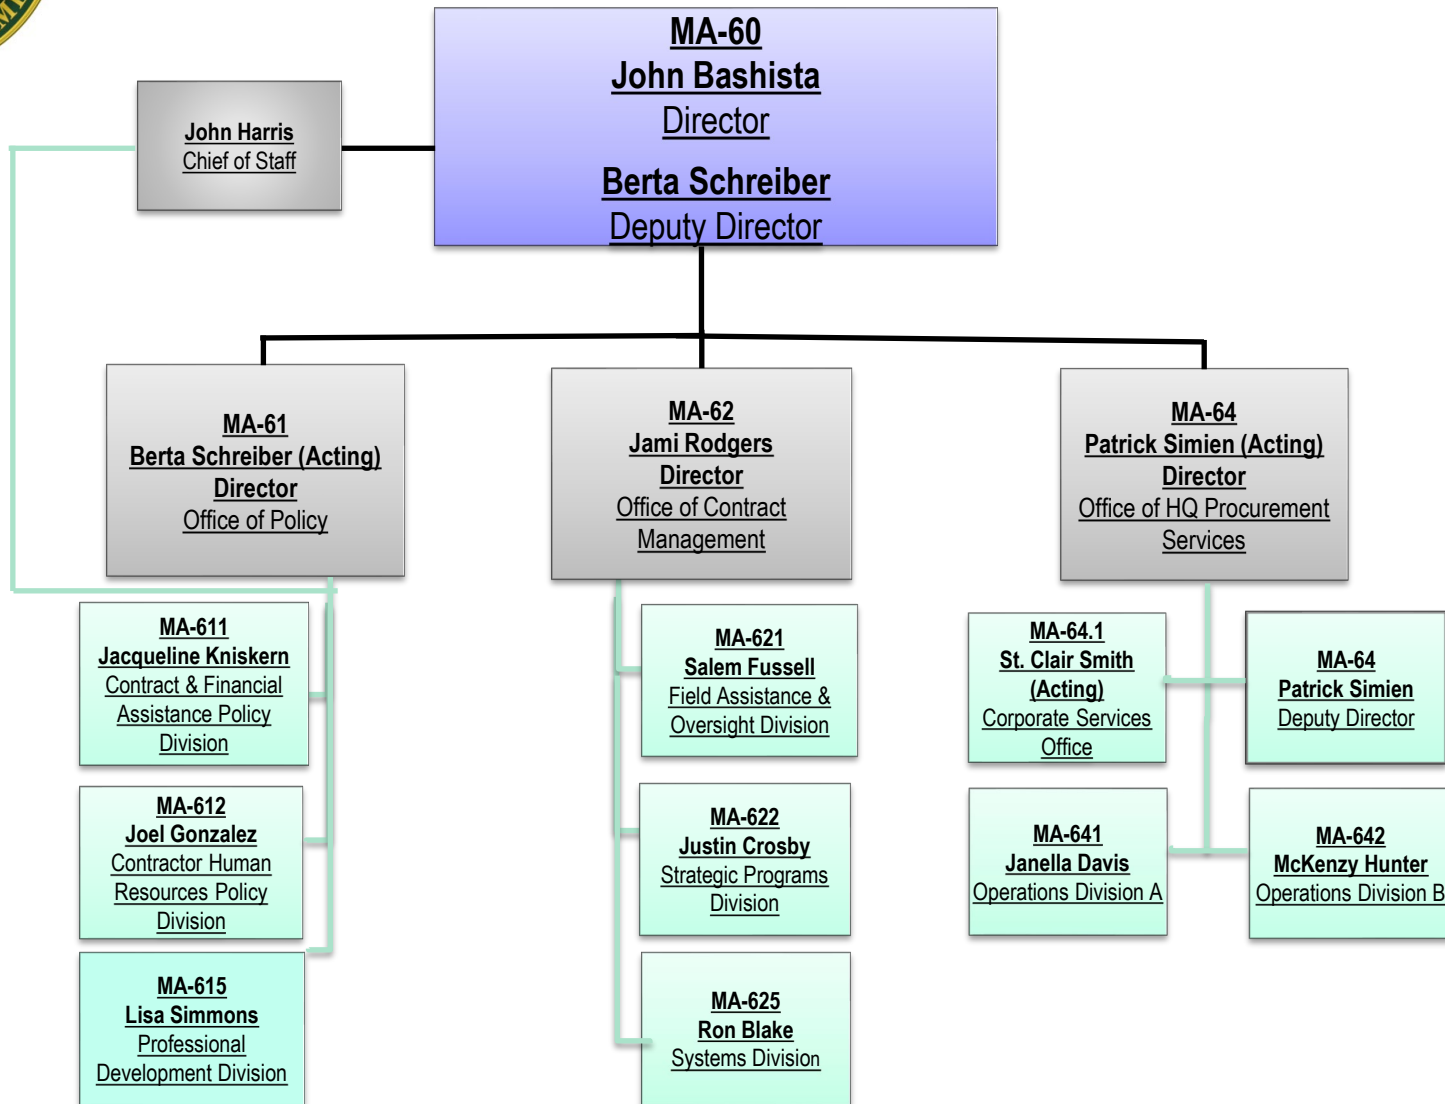 MA-60
John Bashista
Director
Berta Schreiber
Deputy Director
John Harris
Chief of Staff
MA-61
Berta Schreiber (Acting)
Director
Office of Policy
MA-62
Jami Rodgers
Director
Office of Contract
Management
MA-64
Patrick Simien (Acting)
Director
Office of HQ Procurement
Services
MA-611
Jacqueline Kniskern
Contract & Financial
Assistance Policy
Division
MA-612
Joel Gonzalez
Contractor Human
Resources Policy
Division
MA-615
Lisa Simmons
Professional
Development Division
MA-621
Salem Fussell
Field Assistance &
Oversight Division
MA-622
Justin Crosby
Strategic Programs
Division
MA-625
Ron Blake
Systems Division
MA-64.1
St. Clair Smith
(Acting)
Corporate Services
Office
MA-64
Patrick Simien
Deputy Director
MA-641
Janella Davis
Operations Division A
MA-642
McKenzy Hunter
Operations Division B